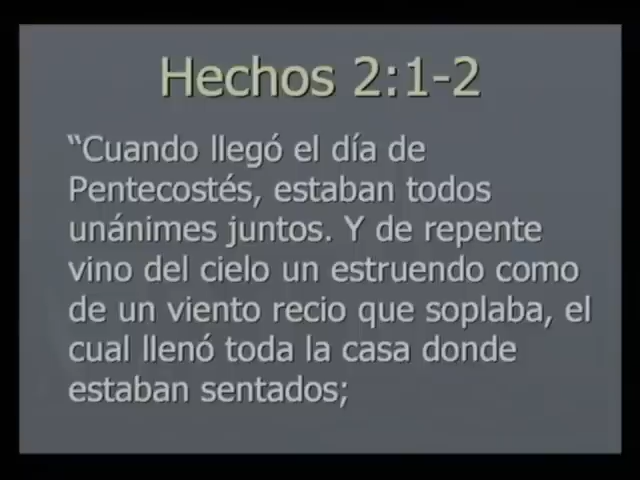 Hechos 2:1-2
“Cuando llegó el día de
Pentecostés, estaban todos
unánimes juntos. Y de repente
vino del cielo un estruendo como
de un viento recio que soplaba, el
cual llenó toda la casa donde
estaban sentados;